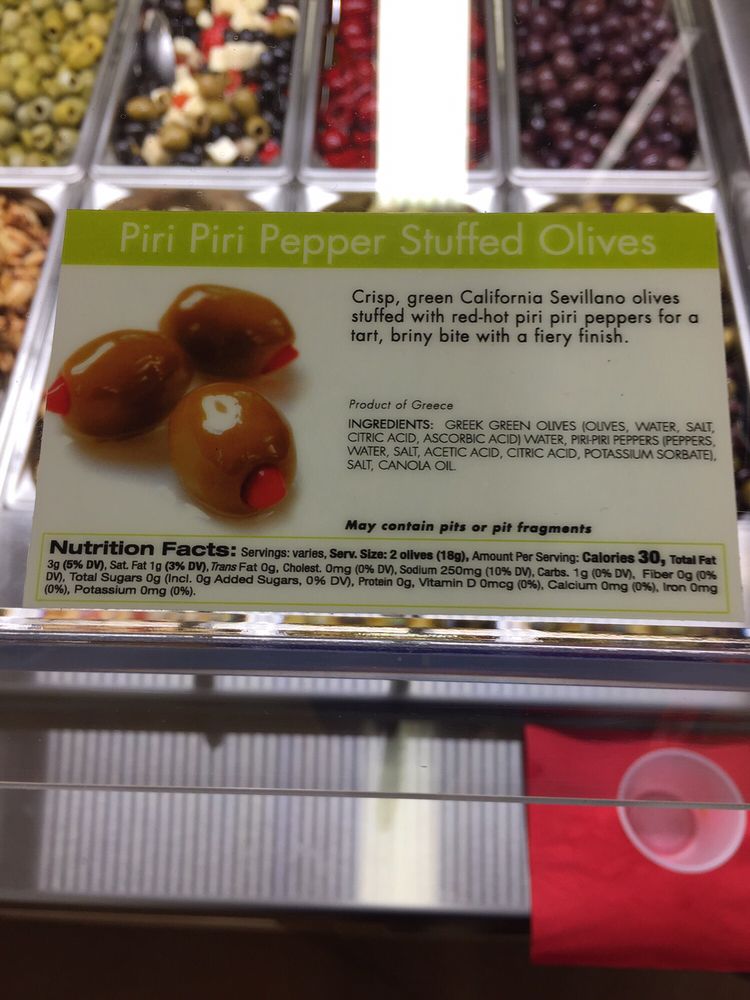 Piri Piri Pepper Stuffed Olives
Crisp, green California Sevillano olives
stuffed with red-hot piri piri peppers for a
tart, briny bite with a fiery finish.
Product of Greece
INGREDIENTS: GREEK GREEN OLIVES (OLIVES, WATER, SALT,
CITRIC ACID, ASCORBIC ACID) WATER, PIRI-PIRI PEPPERS (PEPPERS,
WATER, SALT, ACETIC ACID, CITRIC ACID, POTASSIUM SORBATE),
SALT, CANOLA OIL.
May contain pits or pit fragments
Nutrition Facts: Servings: varies, Serv. Size: 2 olives (18g), Amount Per Serving: Calories 30, Total Fat
3g (5% DV), Sat. Fat 1g (3% DV), Trans Fat 0g, Cholest. 0mg (0% DV), Sodium 250mg (10% DV), Carbs. 1g (0% DV), Fiber 0g (0%
DV), Total Sugars 0g (Incl. 0g Added Sugars, 0% DV), Protein 0g, Vitamin D 0mcg (0%), Calcium 0mg (0%), Iron 0mg
(0%), Potassium 0mg (0%).